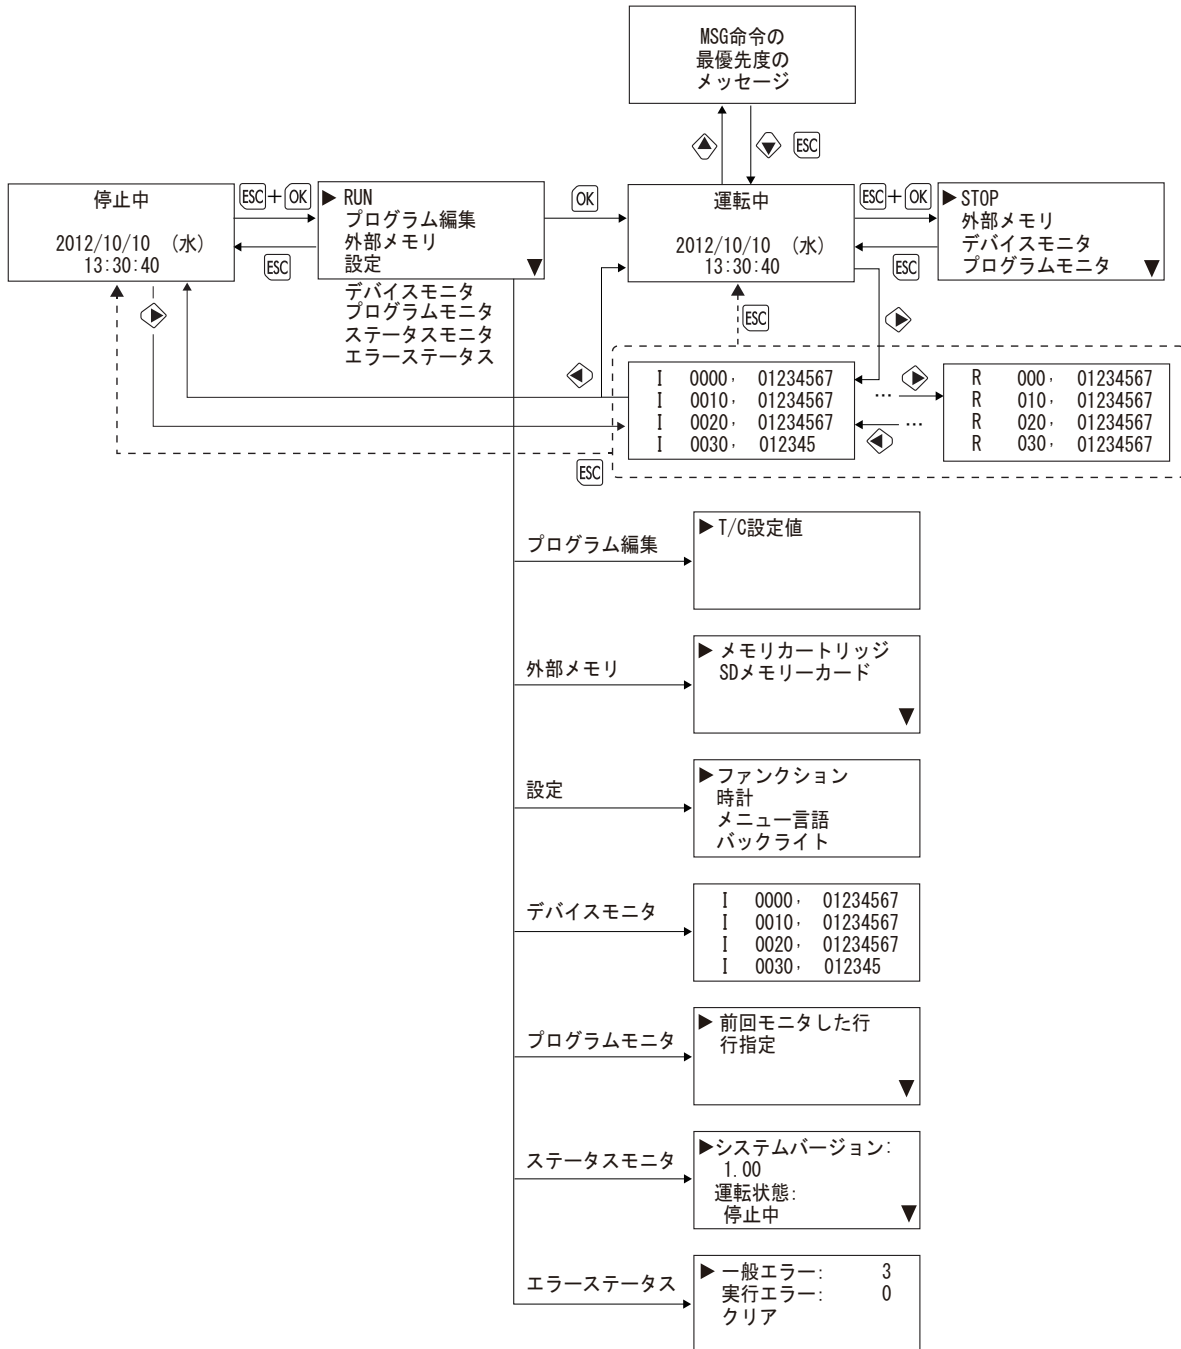 MSG命令の
最優先度の
メッセージ
ESC
停止中
2012/10/10 (水)
13:30:40
ESC+OK
ESC
▶ RUN
プログラム編集
外部メモリ
設定 ▼
デバイスモニタ
プログラムモニタ
ステータスモニタ
エラーステータス
OK
運転中
2012/10/10 (水)
13:30:40
ESC+OK
ESC
▶ STOP
外部メモリ
デバイスモニタ
プログラムモニタ ▼
ESC
I 0000, 01234567
I 0010, 01234567
I 0020, 01234567
I 0030, 012345
…
…
R 000, 01234567
R 010, 01234567
R 020, 01234567
R 030, 01234567
ESC
プログラム編集
▶ T/C設定値
外部メモリ
▶ メモリカートリッジ
SDメモリーカード
▼
設定
▶ ファンクション
時計
メニュー言語
バックライト
デバイスモニタ
I 0000, 01234567
I 0010, 01234567
I 0020, 01234567
I 0030, 012345
プログラムモニタ
▶ 前回モニタした行
行指定
▼
ステータスモニタ
▶システムバージョン:
1.00
運転状態:
停止中 ▼
エラーステータス
▶ 一般エラー: 3
実行エラー: 0
クリア